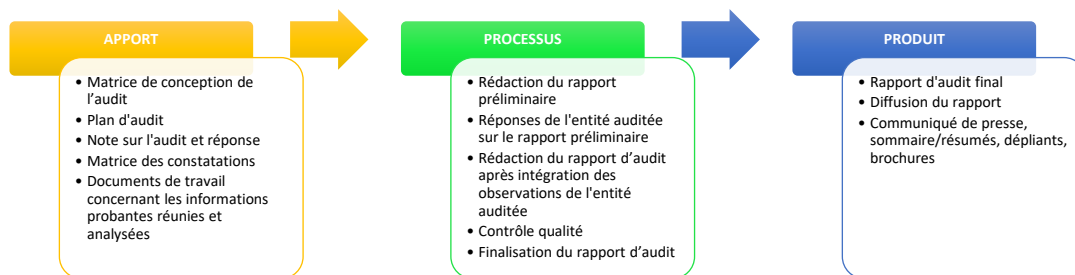 APPORT
• Matrice de conception de
l’audit
• Plan d'audit
• Note sur l'audit et réponse
• Matrice des constatations
• Documents de travail
concernant les informations
probantes réunies et
analysées
PROCESSUS
• Rédaction du rapport
préliminaire
• Réponses de l'entité auditée
sur le rapport préliminaire
• Rédaction du rapport d’audit
après intégration des
observations de l'entité
auditée
• Contrôle qualité
• Finalisation du rapport d’audit
PRODUIT
• Rapport d'audit final
• Diffusion du rapport
• Communiqué de presse,
sommaire/résumés, dépliants,
brochures